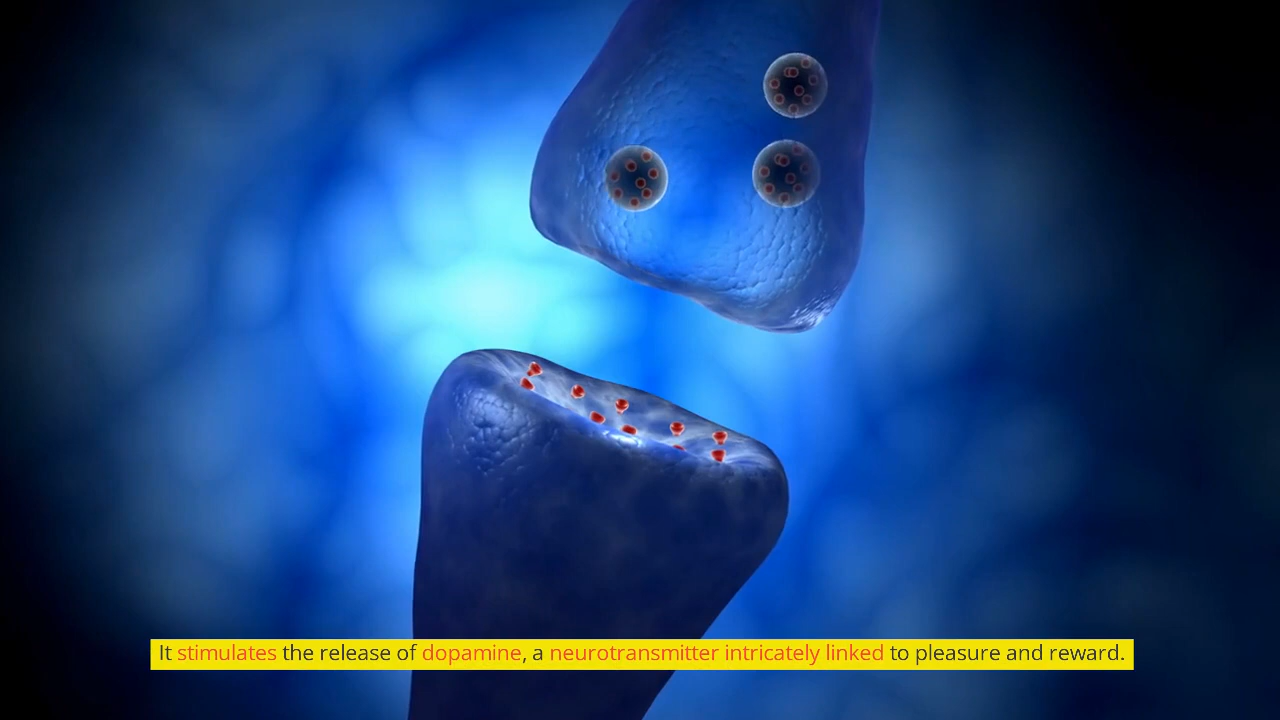 It stimulates the release of dopamine, a neurotransmitter intricately linked to pleasure and reward.